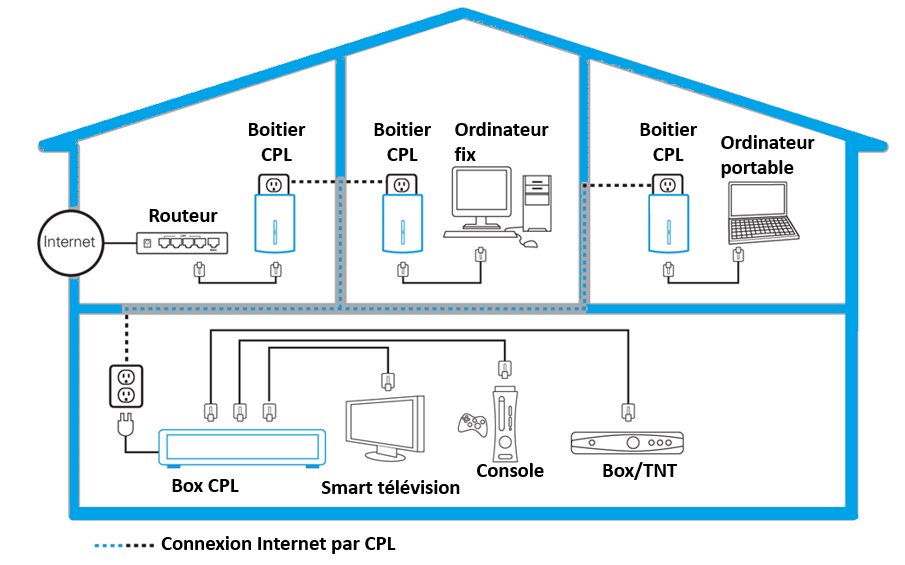 Boitier
CPL
Boitier
CPL
Ordinateur
fix
Boitier
CPL
Ordinateur
portable
Routeur
Internet
Box CPL
Smart télévision
Console
Box/TNT
Connexion Internet par CPL